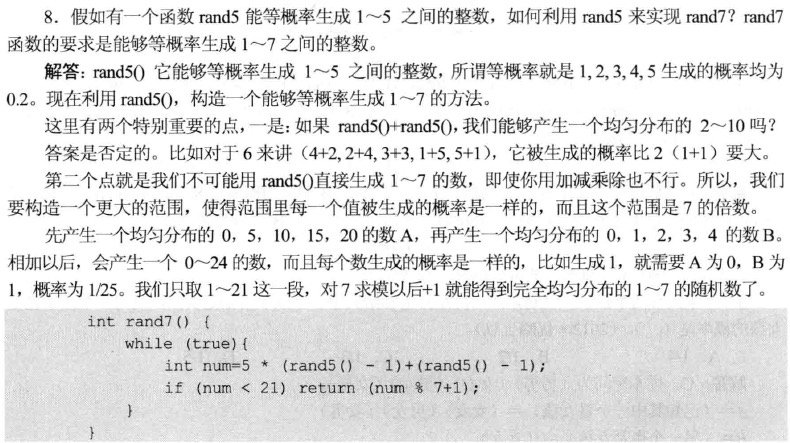 8．假如有一个函数 rand5 能等概率生成 1～5 之间的整数，如何利用 rand5 来实现 rand7？rand7
函数的要求是能够等概率生成 1～7 之间的整数。
解答：rand5() 它能够等概率生成 1～5 之间的整数，所谓等概率就是 1, 2, 3, 4, 5 生成的概率均为
0.2。现在利用 rand5()，构造一个能够等概率生成 1～7 的方法。
这里有两个特别重要的点，一是：如果 rand5()+rand5()，我们能够产生一个均匀分布的 2～10 吗？
答案是否定的。比如对于 6 来讲（4+2, 2+4, 3+3, 1+5, 5+1），它被生成的概率比 2（1+1）要大。
第二个点就是我们不可能用 rand5()直接生成 1～7 的数，即使你用加减乘除也不行。所以，我们
要构造一个更大的范围，使得范围里每一个值被生成的概率是一样的，而且这个范围是 7 的倍数。
先产生一个均匀分布的 0，5，10，15，20 的数 A，再产生一个均匀分布的 0，1，2，3，4 的数 B。
相加以后，会产生一个 0～24 的数，而且每个数生成的概率是一样的，比如生成 1，就需要 A 为 0，B 为
1，概率为 1/25。我们只取 1～21 这一段，对 7 求模以后+1 就能得到完全均匀分布的 1～7 的随机数了。
int rand7() {
while (true){
int num=5 * (rand5() - 1)+(rand5() - 1);
if (num < 21) return (num % 7+1);
}
}